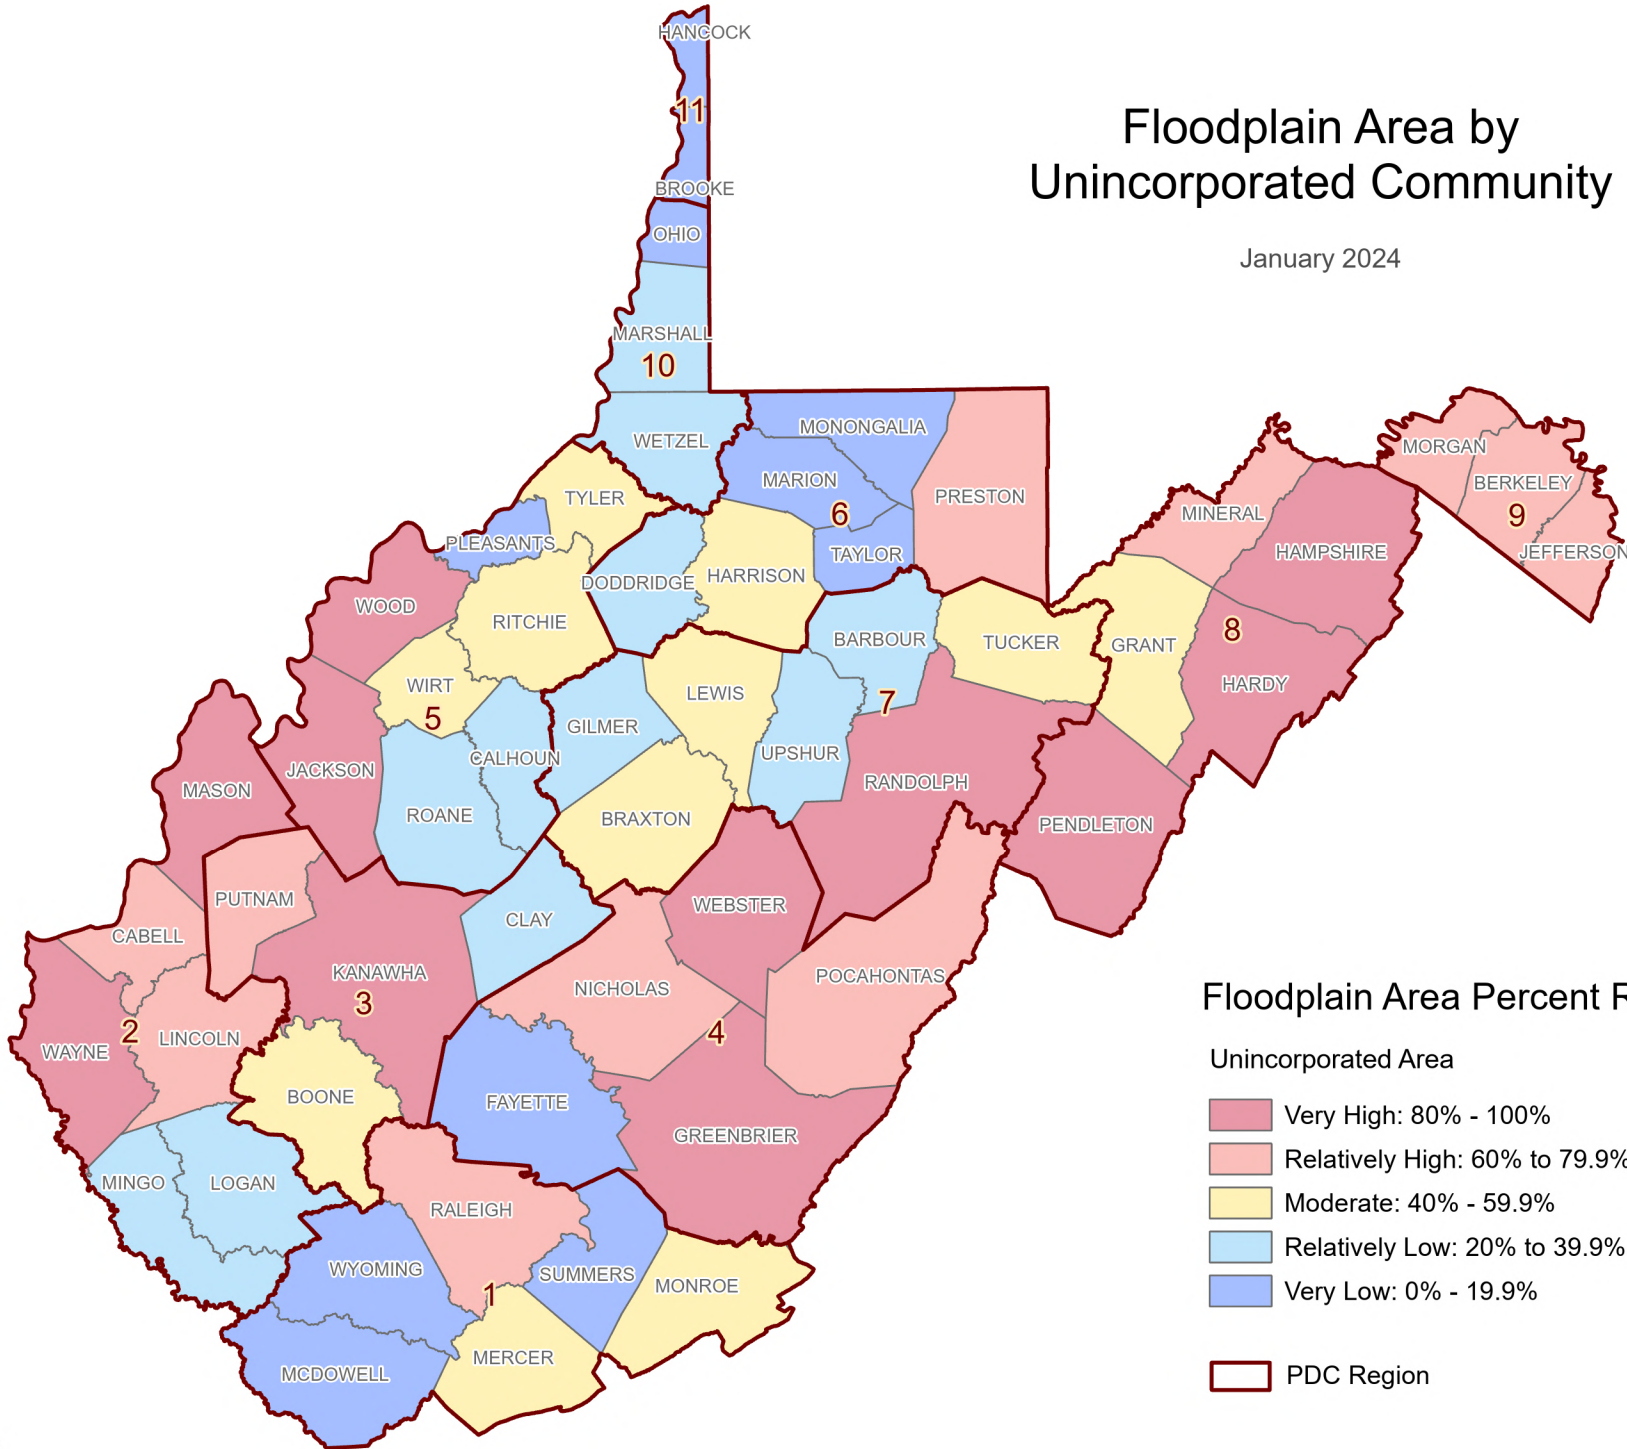 HANCOCK
11
Floodplain Area by
Unincorporated Community
January 2024
BROOKE
OHIO
MARSHALL
10
WETZEL
MONONGALIA
MARION
6
PRESTON
TAYLOR
TYLER
PLEASANTS
DODDRIDGE
HARRISON
MORGAN
BERKELEY
9
JEFFERSON
MINERAL
HAMPSHIRE
WOOD
RITCHIE
BARBOUR
TUCKER
GRANT
8
HARDY
WIRT
5
LEWIS
7
GILMER
CALHOUN
UPSHUR
RANDOLPH
JACKSON
MASON
ROANE
BRAXTON
PENDLETON
PUTNAM
CLAY
WEBSTER
CABELL
KANAWHA
3
NICHOLAS
POCAHONTAS
2
LINCOLN
WAYNE
4
BOONE
FAYETTE
GREENBRIER
MINGO
LOGAN
RALEIGH
WYOMING
SUMMERS
MONROE
1
MERCER
MCDOWELL
Floodplain Area Percent R
Unincorporated Area
Very High: 80% - 100%
Relatively High: 60% to 79.9%
Moderate: 40% - 59.9%
Relatively Low: 20% to 39.9%
Very Low: 0% - 19.9%
PDC Region